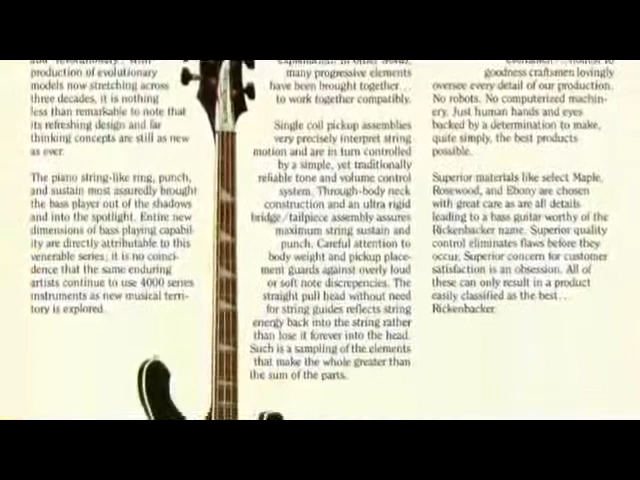 and revolutionary. With
production of evolutionary
models now stretching across
three decades, it is nothing
less than remarkable to note that
its refreshing design and far
thinking concepts are still as new
as ever.
The piano string-like ring, punch,
and sustain most assuredly brought
the bass player out of the shadows
and into the spotlight. Entire new
dimensions of bass playing capabil-
ity are directly attributable to this
venerable series; it is no coinci-
dence that the same enduring
artists continue to use 4000 series
instruments as new musical terri-
tory is explored.
explanation. In other words,
many progressive elements
have been brought together...
to work together compatibly.
Single coil pickup assemblies
very precisely interpret string
motion and are in turn controlled
by a simple, yet traditionally
reliable tone and volume control
system. Through-body neck
construction and an ultra rigid
bridge/tailpiece assembly assures
maximum string sustain and
punch. Careful attention to
body weight and pickup place-
ment guards against overly loud
or soft note discrepencies. The
straight pull head without need
for string guides reflects string
energy back into the string rather
than lose it forever into the head.
Such is a sampling of the elements
that make the whole greater than
the sum of the parts.
goodness craftsmen lovingly
oversee every detail of our production.
No robots. No computerized machin-
ery. Just human hands and eyes
backed by a determination to make,
quite simply, the best products
possible.
Superior materials like select Maple,
Rosewood, and Ebony are chosen
with great care as are all details
leading to a bass guitar worthy of the
Rickenbacker name. Superior quality
control eliminates flaws before they
occur. Superior concern for customer
satisfaction is an obsession. All of
these can only result in a product
easily classified as the best...
Rickenbacker.